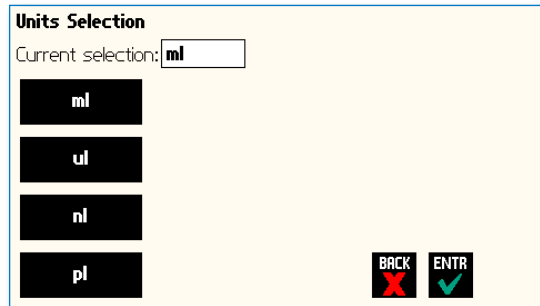 Units Selection
Current selection: ml
ml
ul
nl
pl
BACK ENTR